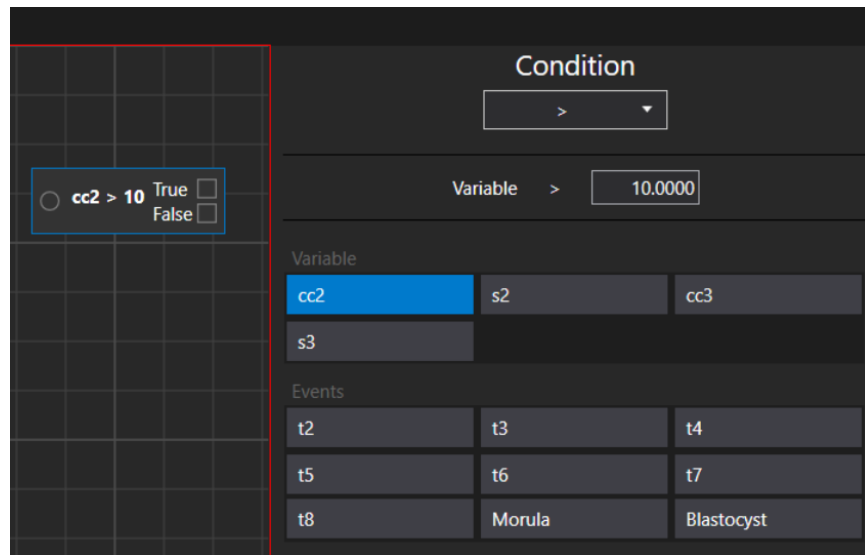 Condition
>
Variable > 10.0000
cc2 > 10 True
False
Variable
cc2 s2 cc3
s3
Events
t2 t3 t4
t5 t6 t7
t8 Morula Blastocyst